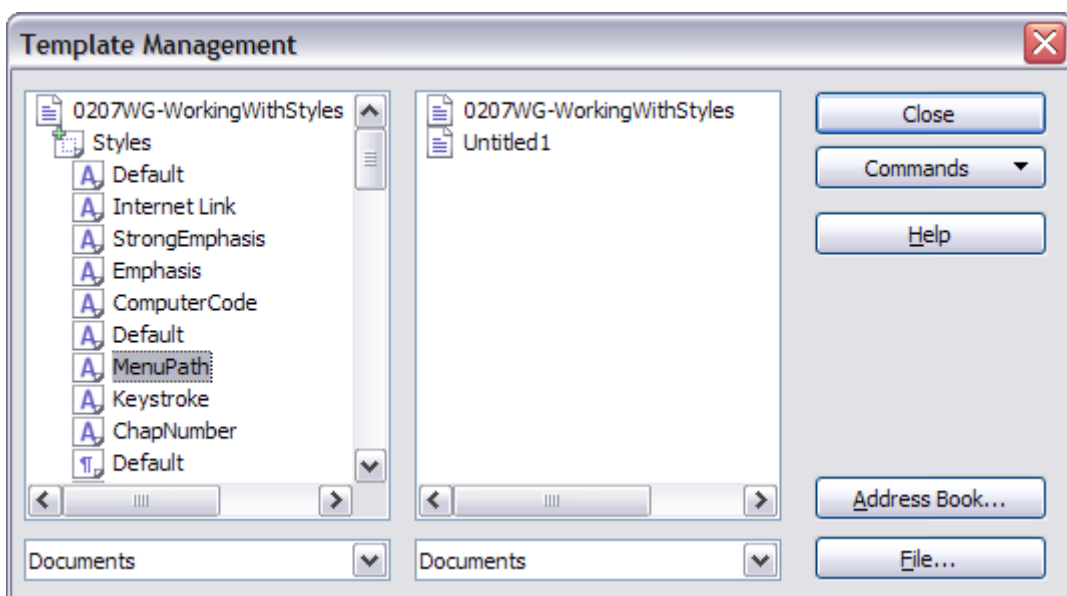 Template Management
0207WG-WorkingWithStyles
Styles
Default
Internet Link
StrongEmphasis
Emphasis
ComputerCode
Default
MenuPath
Keystroke
ChapNumber
Default
Documents
0207WG-WorkingWithStyles
Untitled1
Documents
Close
Commands
Help
Address Book...
File...